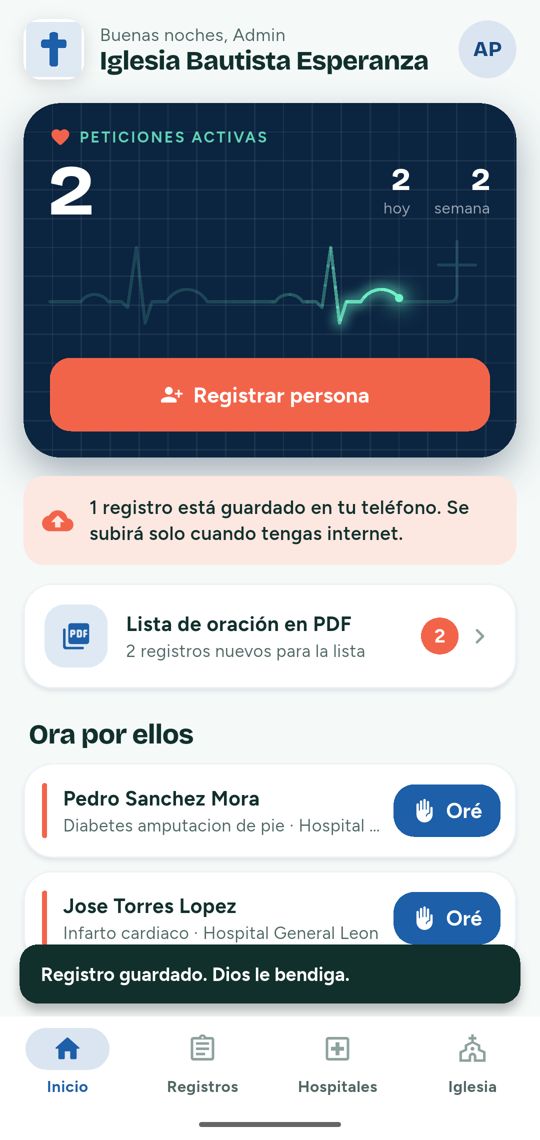 Buenas noches, Admin
Iglesia Bautista Esperanza
AP
PETICIONES ACTIVAS
2
2
hoy
2
semana
Registrar persona
1 registro está guardado en tu teléfono. Se
subirá solo cuando tengas internet.
PDF
Lista de oración en PDF
2 registros nuevos para la lista
2
Ora por ellos
Pedro Sanchez Mora
Diabetes amputacion de pie · Hospital ...
Oré
Jose Torres Lopez
Infarto cardiaco · Hospital General Leon
Oré
Registro guardado. Dios le bendiga.
Inicio
Registros
Hospitales
Iglesia